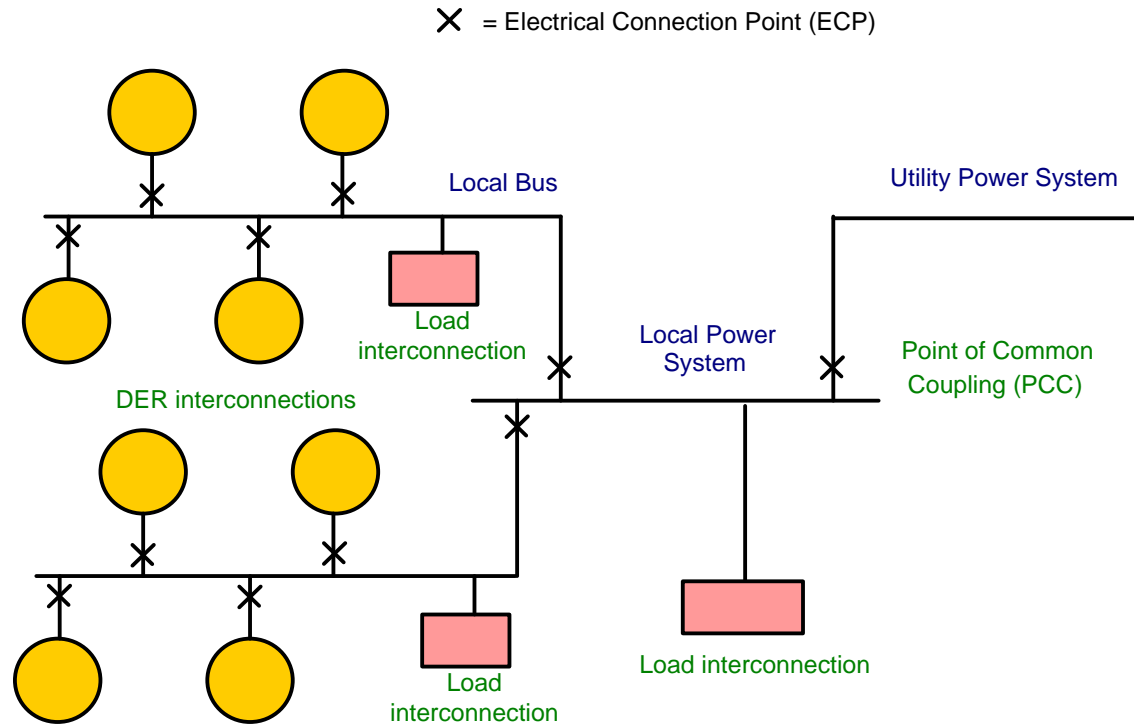 = Electrical Connection Point (ECP)
Local Bus
Utility Power System
Load
interconnection
Local Power
System
Point of Common
Coupling (PCC)
DER interconnections
Load interconnection
Load
interconnection